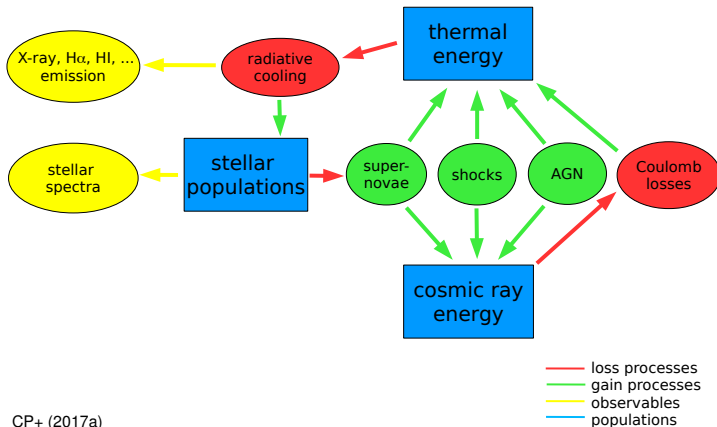 X-ray, Hα, HI, ...
emission
radiative
cooling
thermal
energy
stellar
spectra
stellar
populations
super-
novae
shocks
AGN
Coulomb
losses
cosmic ray
energy
loss processes
gain processes
observables
populations
CP+ (2017a)